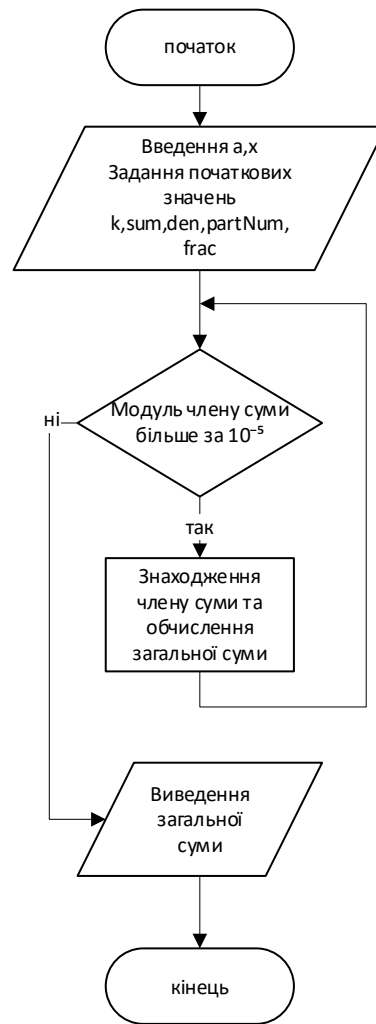 початок
Введення a,x
Задання початкових
значень
k,sum,den,partNum,
frac
Модуль члену суми
більше за 10⁻⁵
ні
так
Знаходження
члену суми та
обчислення
загальної суми
Виведення
загальної
суми
кінець